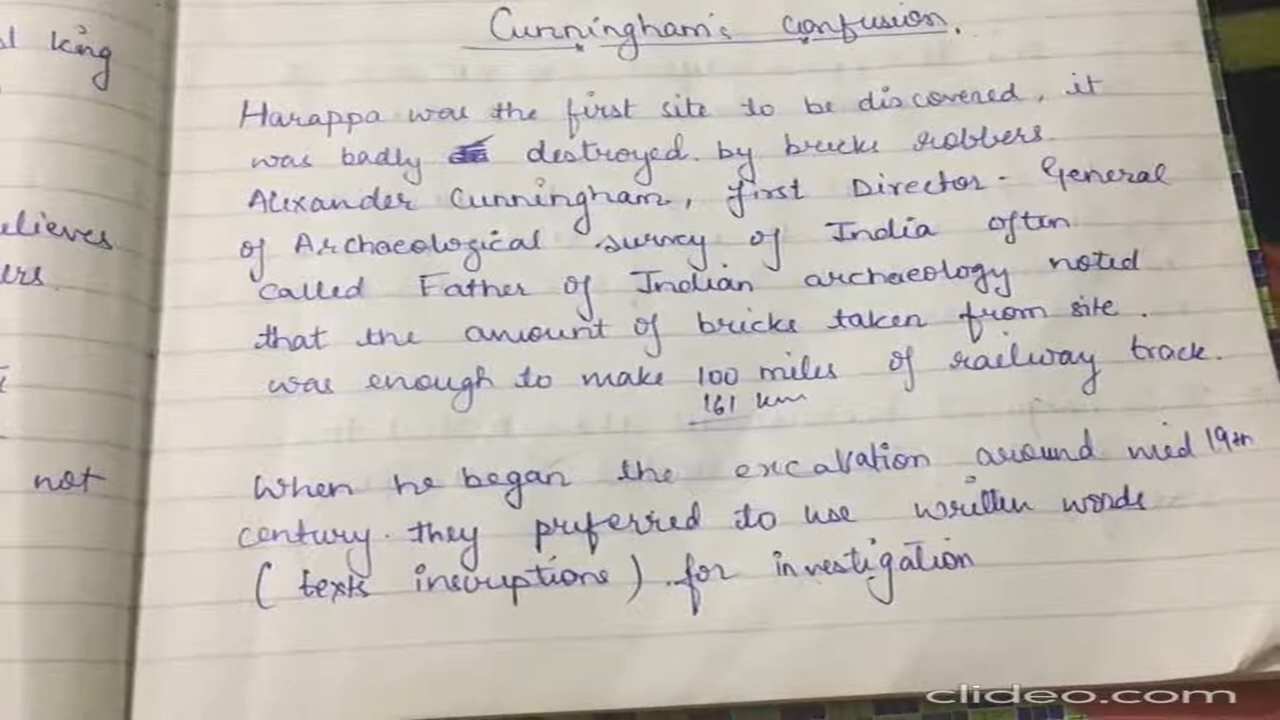 Cunningham's confusion.
king
Harappa was the first site to be discovered, it
was badly destroyed. by bricks robbers
Alexander Cunningham, first Director - General
elieves
of Archaeological survey of India often
ers.
called Father of Indian archaeology noted
that the amount of bricks taken from site.
was enough to make 100 miles of railway track.
161 km
not
When he began the excavation around mid 19th
century. they preferred to use written words
(texts inscriptions) for investigation
clideo.com